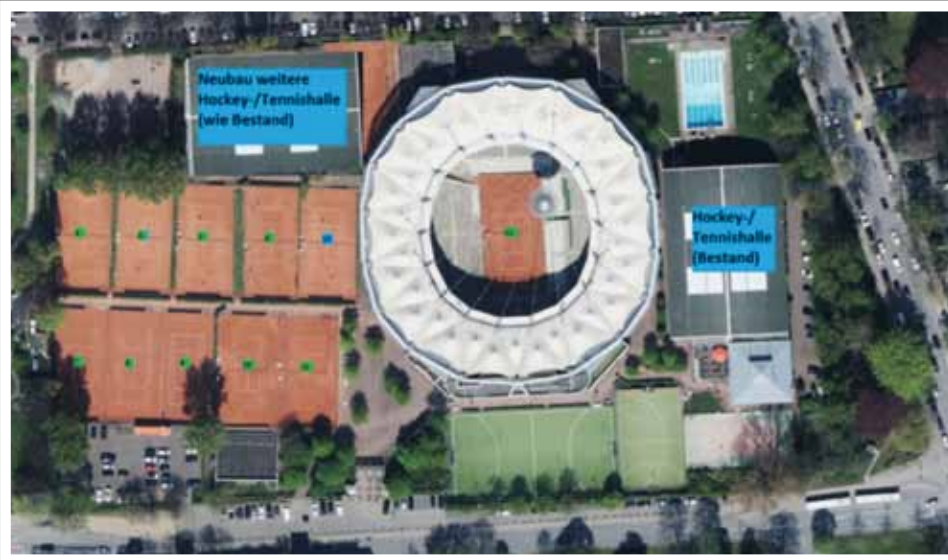 Neubau weitere
Hockey-/Tennishalle
(wie Bestand)
Hockey-/
Tennishalle
(Bestand)